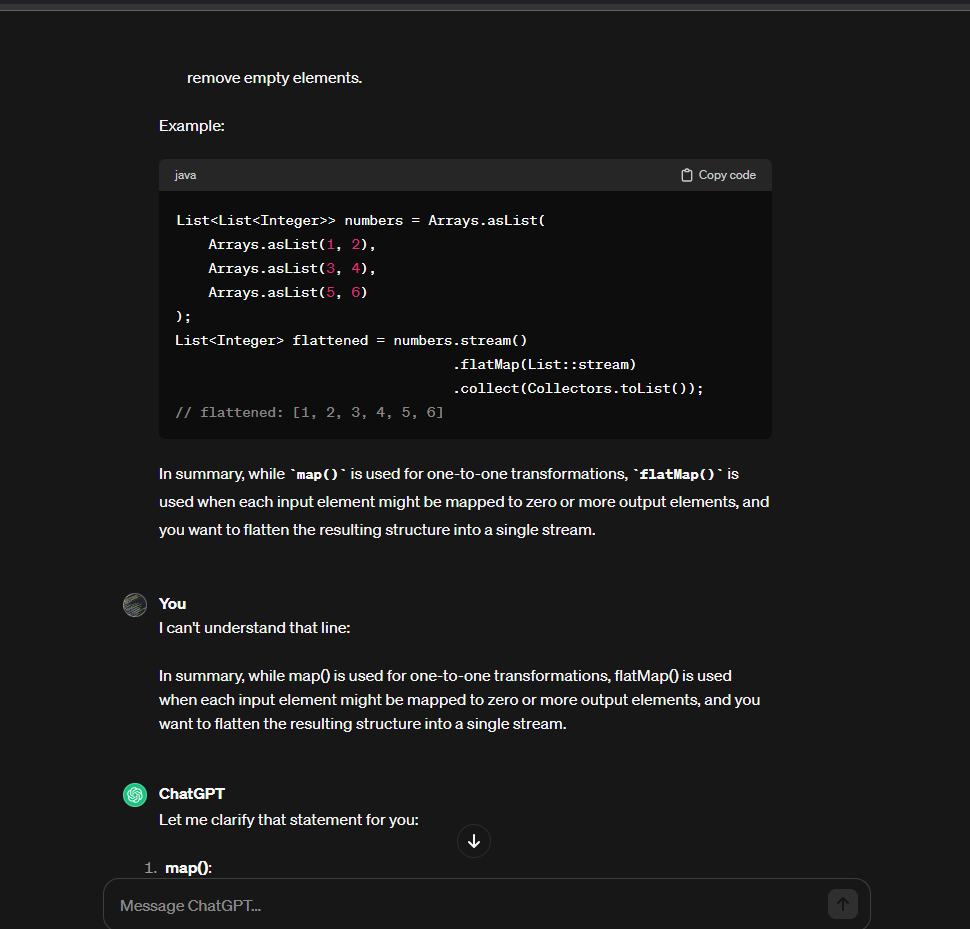 remove empty elements.
Example:
java
Copy code
List<List<Integer>> numbers = Arrays.asList(
    Arrays.asList(1, 2),
    Arrays.asList(3, 4),
    Arrays.asList(5, 6)
);
List<Integer> flattened = numbers.stream()
                                 .flatMap(List::stream)
                                 .collect(Collectors.toList());
// flattened: [1, 2, 3, 4, 5, 6]
In summary, while `map()` is used for one-to-one transformations, `flatMap()` is
used when each input element might be mapped to zero or more output elements, and
you want to flatten the resulting structure into a single stream.
You
I can't understand that line:
In summary, while map() is used for one-to-one transformations, flatMap() is used
when each input element might be mapped to zero or more output elements, and you
want to flatten the resulting structure into a single stream.
ChatGPT
Let me clarify that statement for you:
1. map():
Message ChatGPT...